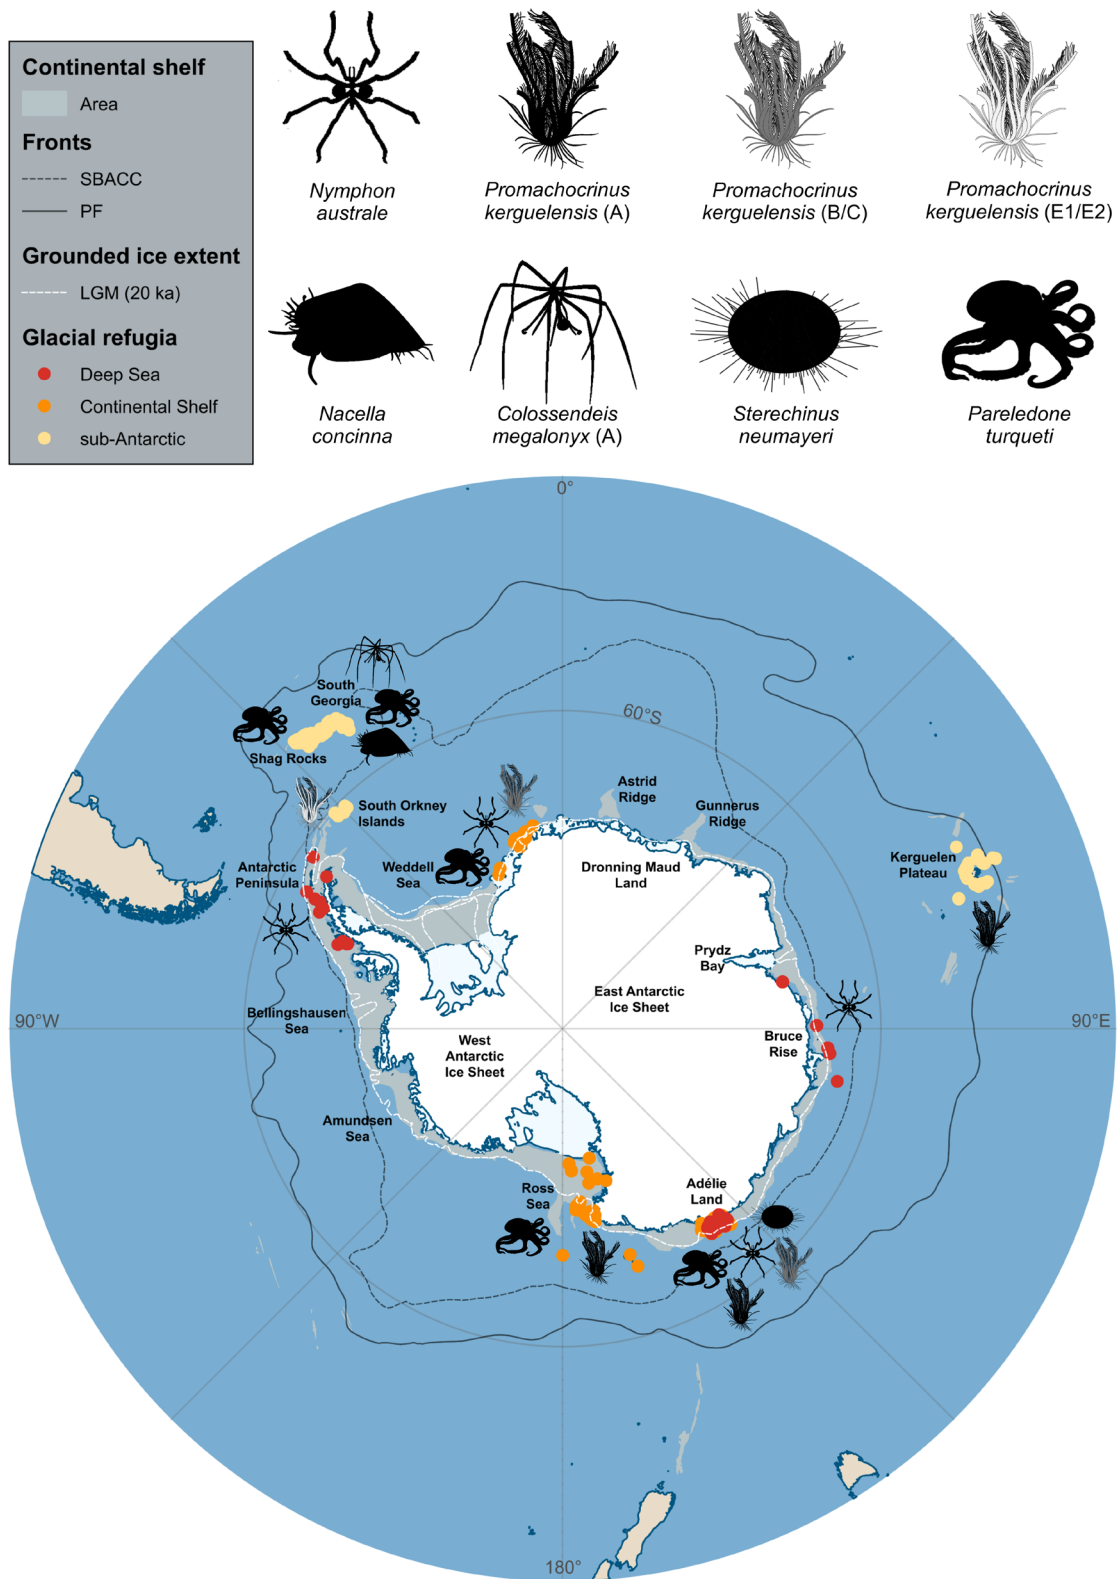 Continental shelf
Area
Fronts
SBACC
PF
Grounded ice extent
LGM (20 ka)
Glacial refugia
Deep Sea
Continental Shelf
sub-Antarctic
Nymphon
australe
Promachocrinus
kerguelensis (A)
Promachocrinus
kerguelensis (B/C)
Promachocrinus
kerguelensis (E1/E2)
Nacella
concinna
Colossendeis
megalonyx (A)
Sterechinus
neumayeri
Pareledone
turqueti
0°
60°S
South
Georgia
Shag Rocks
South Orkney
Islands
Astrid
Ridge
Gunnerus
Ridge
Antarctic
Peninsula
Weddell
Sea
Dronning Maud
Land
Kerguelen
Plateau
Prydz
Bay
East Antarctic
Ice Sheet
Bellingshausen
Sea
90°W
90°E
West
Antarctic
Ice Sheet
Bruce
Rise
Amundsen
Sea
Ross
Sea
Adélie
Land
180°